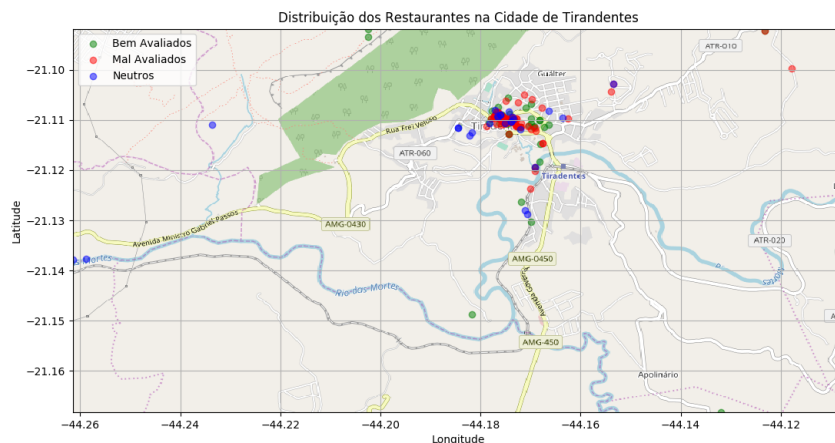 Distribuição dos Restaurantes na Cidade de Tirandentes
Bem Avaliados
Mal Avaliados
Neutros
ATR-010
Gualter
−21.10
Rua Frei Veloso
−21.11
ATR-060
−21.12
Tiradentes
Latitude
−21.13
AMG-0430
Avenida Ministro Gabriel Passos
ATR-020
−21.14
AMG-0450
Mortes
Rio das Mortes
−21.15
AMG-450
−21.16
Apolinário
−44.26 −44.24 −44.22 −44.20 −44.18 −44.16 −44.14 −44.12
Longitude